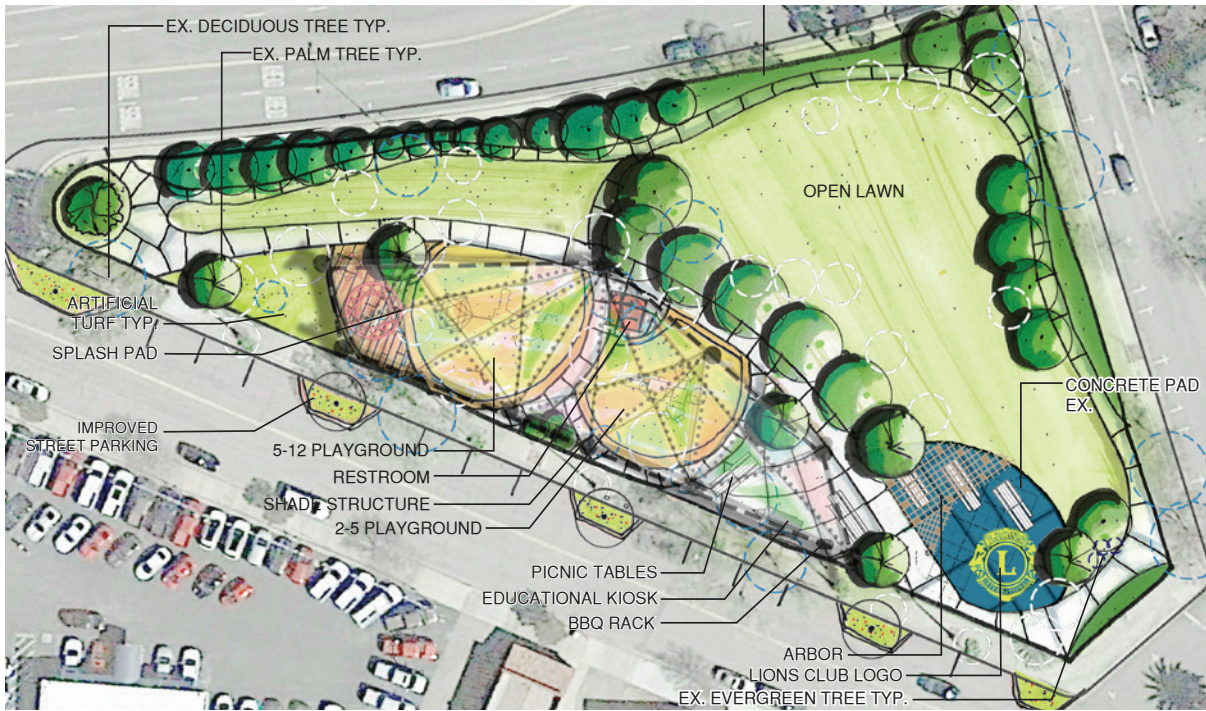 EX. DECIDUOUS TREE TYP.
EX. PALM TREE TYP.
OPEN LAWN
ARTIFICIAL
TURF TYP.
SPLASH PAD
CONCRETE PAD
EX.
IMPROVED
STREET PARKING
5-12 PLAYGROUND
RESTROOM
SHADE STRUCTURE
2-5 PLAYGROUND
L
PICNIC TABLES
EDUCATIONAL KIOSK
BBQ RACK
ARBOR
LIONS CLUB LOGO
EX. EVERGREEN TREE TYP.